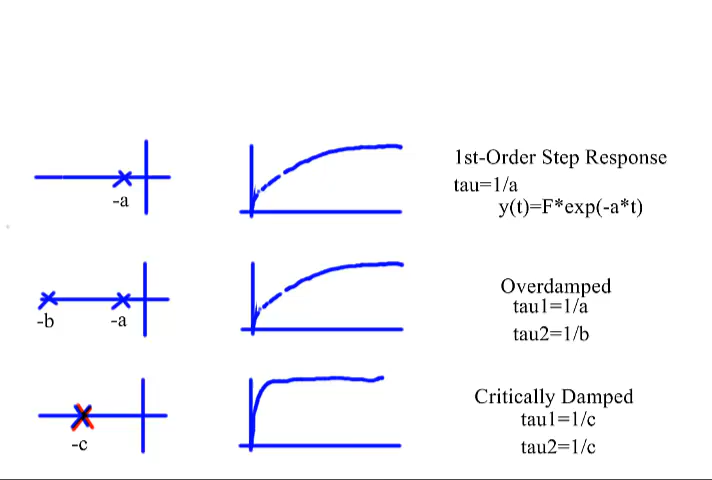 1st-Order Step Response
tau=1/a
y(t)=F*exp(-a*t)
-a
Overdamped
tau1=1/a
tau2=1/b
-b
-a
Critically Damped
tau1=1/c
tau2=1/c
-c